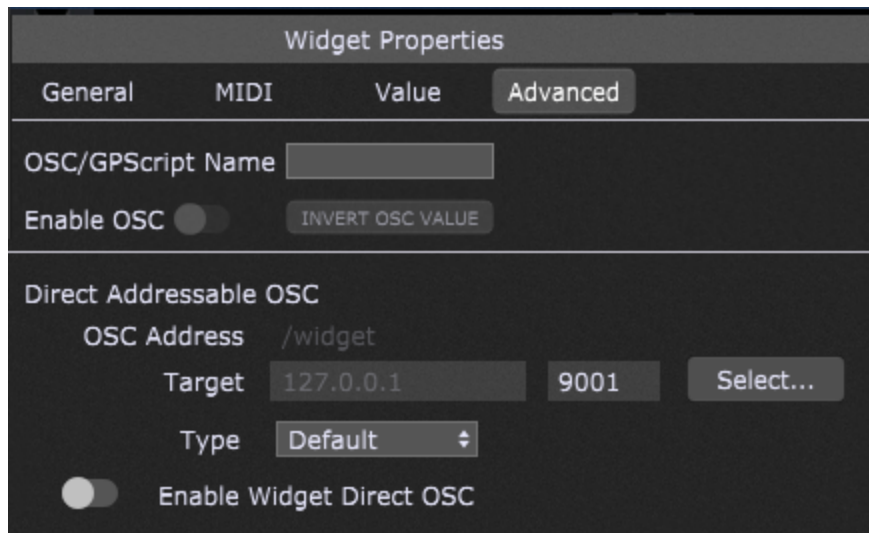 Widget Properties
General MIDI Value Advanced
OSC/GPScript Name
Enable OSC INVERT OSC VALUE
Direct Addressable OSC
OSC Address /widget
Target 127.0.0.1 9001 Select...
Type Default
Enable Widget Direct OSC